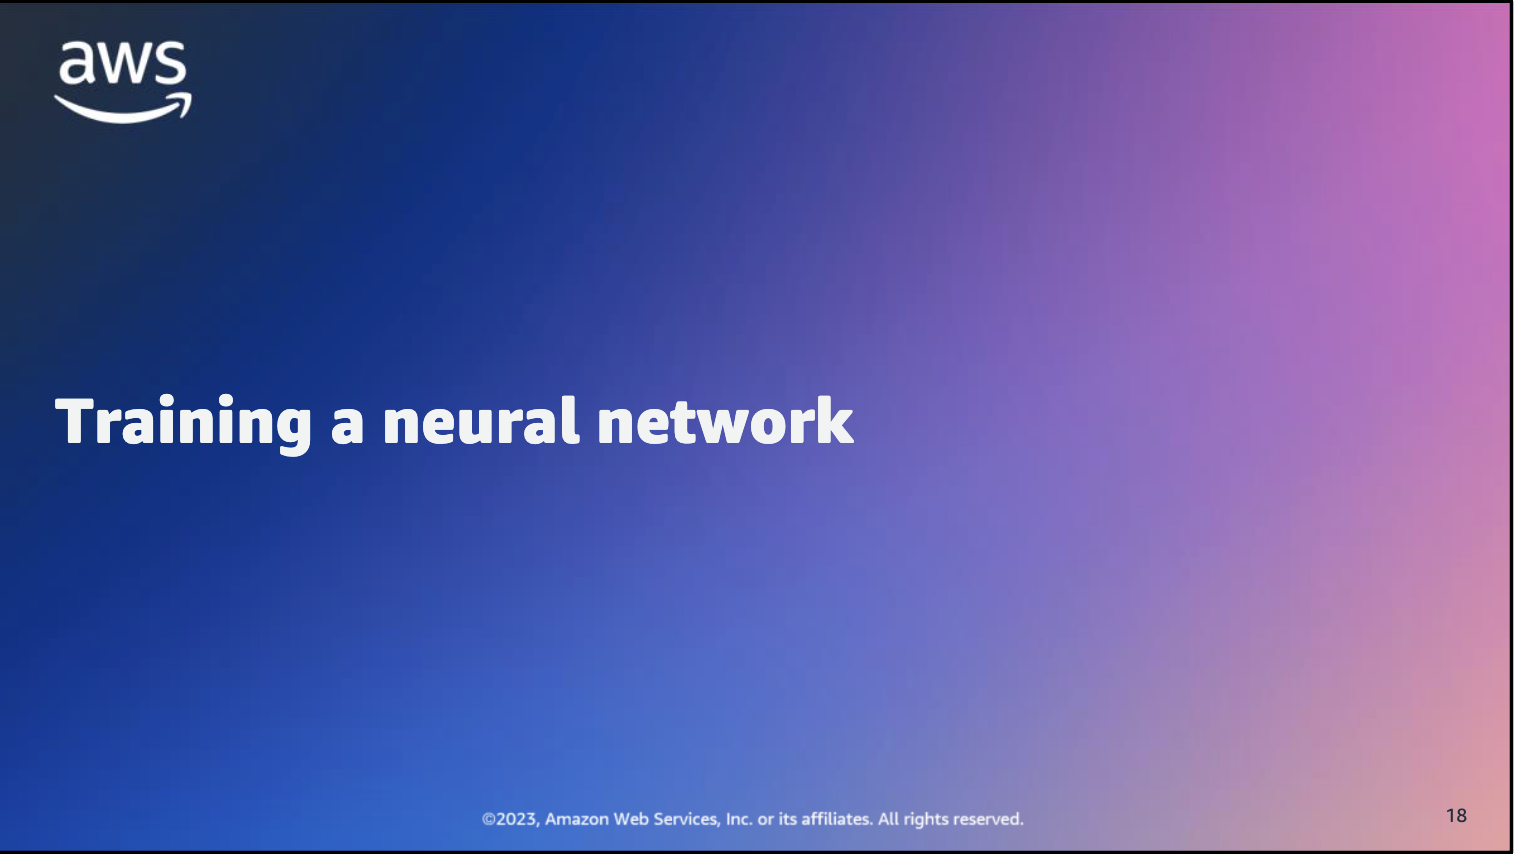 aws
Training a neural network
©2023, Amazon Web Services, Inc. or its affiliates. All rights reserved.
18